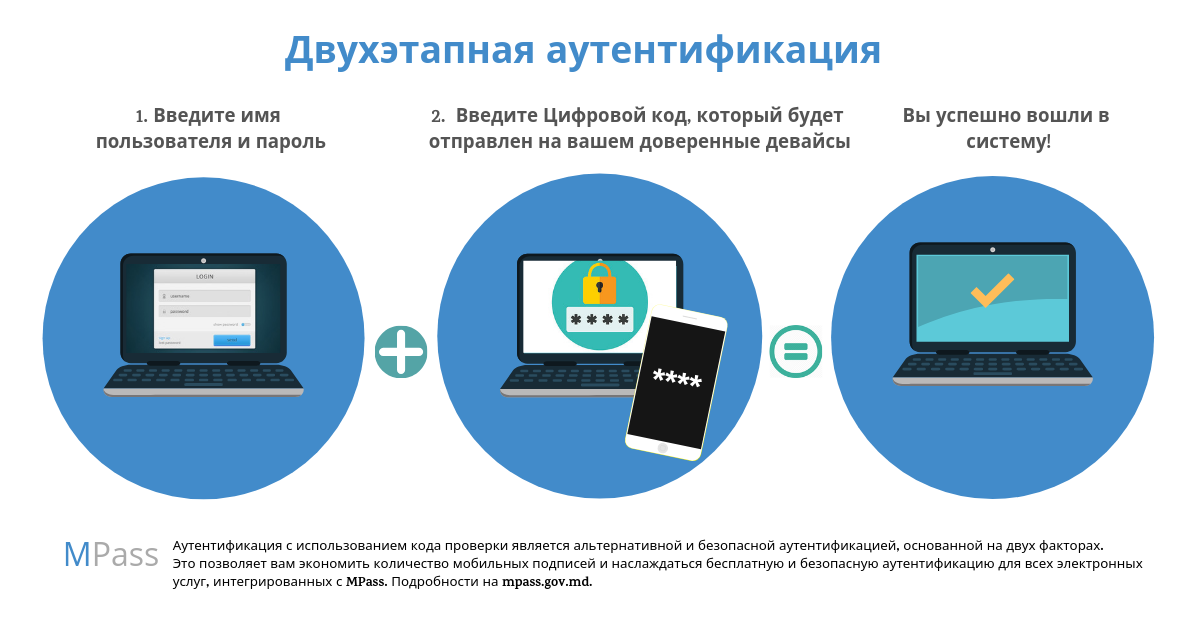 Двухэтапная аутентификация
1. Введите имя
пользователя и пароль
2. Введите Цифровой код, который будет
отправлен на вашем доверенные девайсы
Вы успешно вошли в
систему!
LOGIN
username
password
****
****
MPass
Аутентификация с использованием кода проверки является альтернативной и безопасной аутентификацией, основанной на двух факторах.
Это позволяет вам экономить количество мобильных подписей и наслаждаться бесплатную и безопасную аутентификацию для всех электронных
услуг, интегрированных с MPass. Подробности на mpass.gov.md.